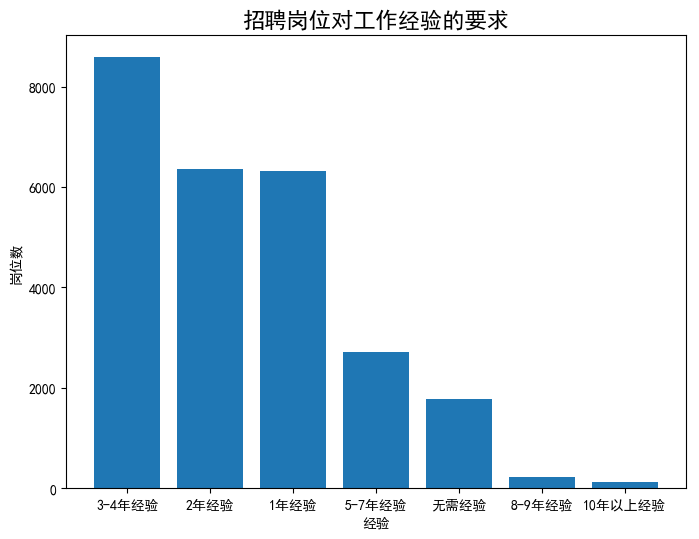 招聘岗位对工作经验的要求
岗位数
8000
6000
4000
2000
0
3-4年经验 2年经验 1年经验 5-7年经验 无需经验 8-9年经验 10年以上经验
经验